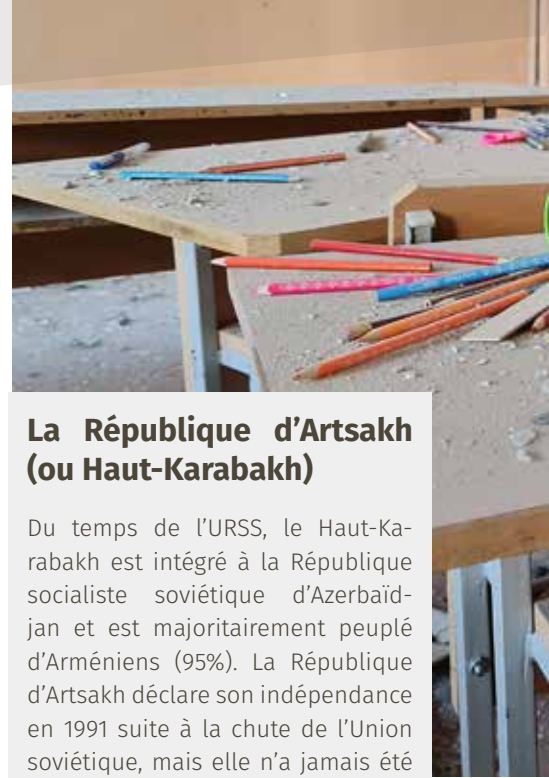 La République d’Artsakh
(ou Haut-Karabakh)
Du temps de l’URSS, le Haut-Ka-
rabakh est intégré à la République
socialiste soviétique d’Azerbaïd-
jan et est majoritairement peuplé
d’Arméniens (95%). La République
d’Artsakh déclare son indépendance
en 1991 suite à la chute de l’Union
soviétique, mais elle n’a jamais été